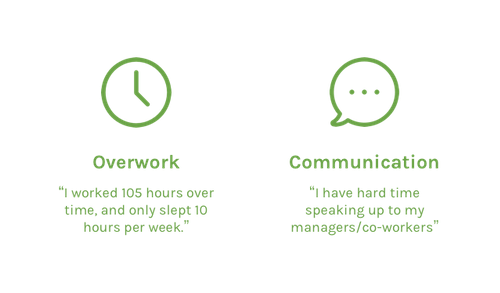 Overwork
“I worked 105 hours over
time, and only slept 10
hours per week.”
Communication
“I have hard time
speaking up to my
managers/co-workers”